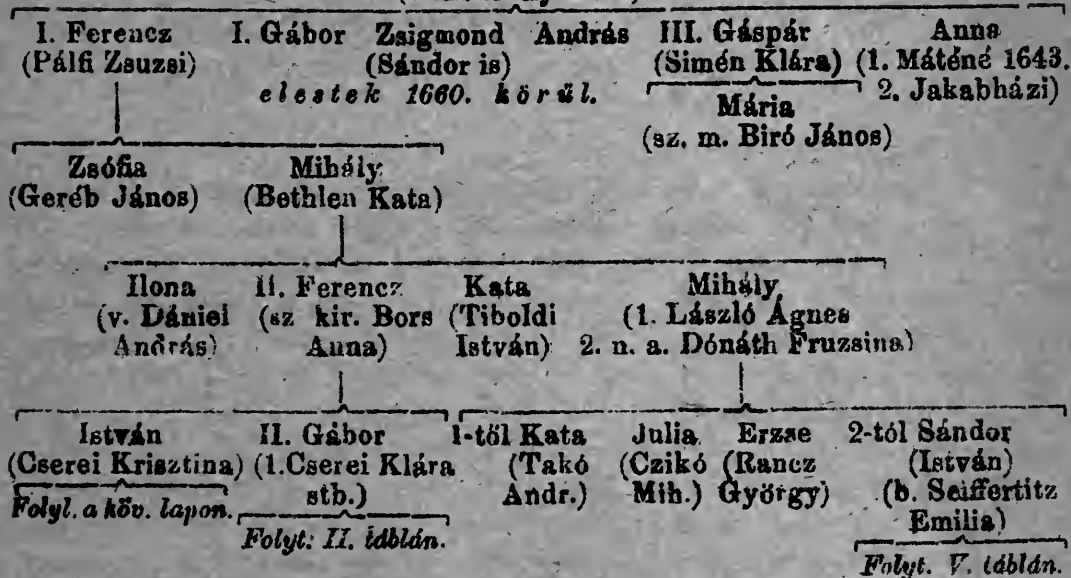 I. Ferencz I. Gábor Zsigmond András III. Gáspár Anna
(Pálfi Zsuzsi) (Sándor is) (Simén Klára) (1. Máténé 1643.
elestek 1660. körűl. 2. Jakabházi)
Mária
(sz. m. Biró János)
Zsófia Mihály
(Geréb János) (Bethlen Kata)
Ilona II. Ferencz Kata Mihály
(v. Dániel (sz kir. Bors (Tiboldi (1. László Ágnes
András) Anna) István) 2. n. a. Dónáth Fruzsina)
István II. Gábor 1-től Kata Julia Erzse 2-tól Sándor
(Cserei Krisztina) (1.Cserei Klára (Takó (Czikó (Rancz (István)
stb.) Andr.) Mih.) György) (b. Seiffertitz
Folyt. a köv. lapon. Emilia)
Folyt: II. táblán.
Folyt. V. táblán.